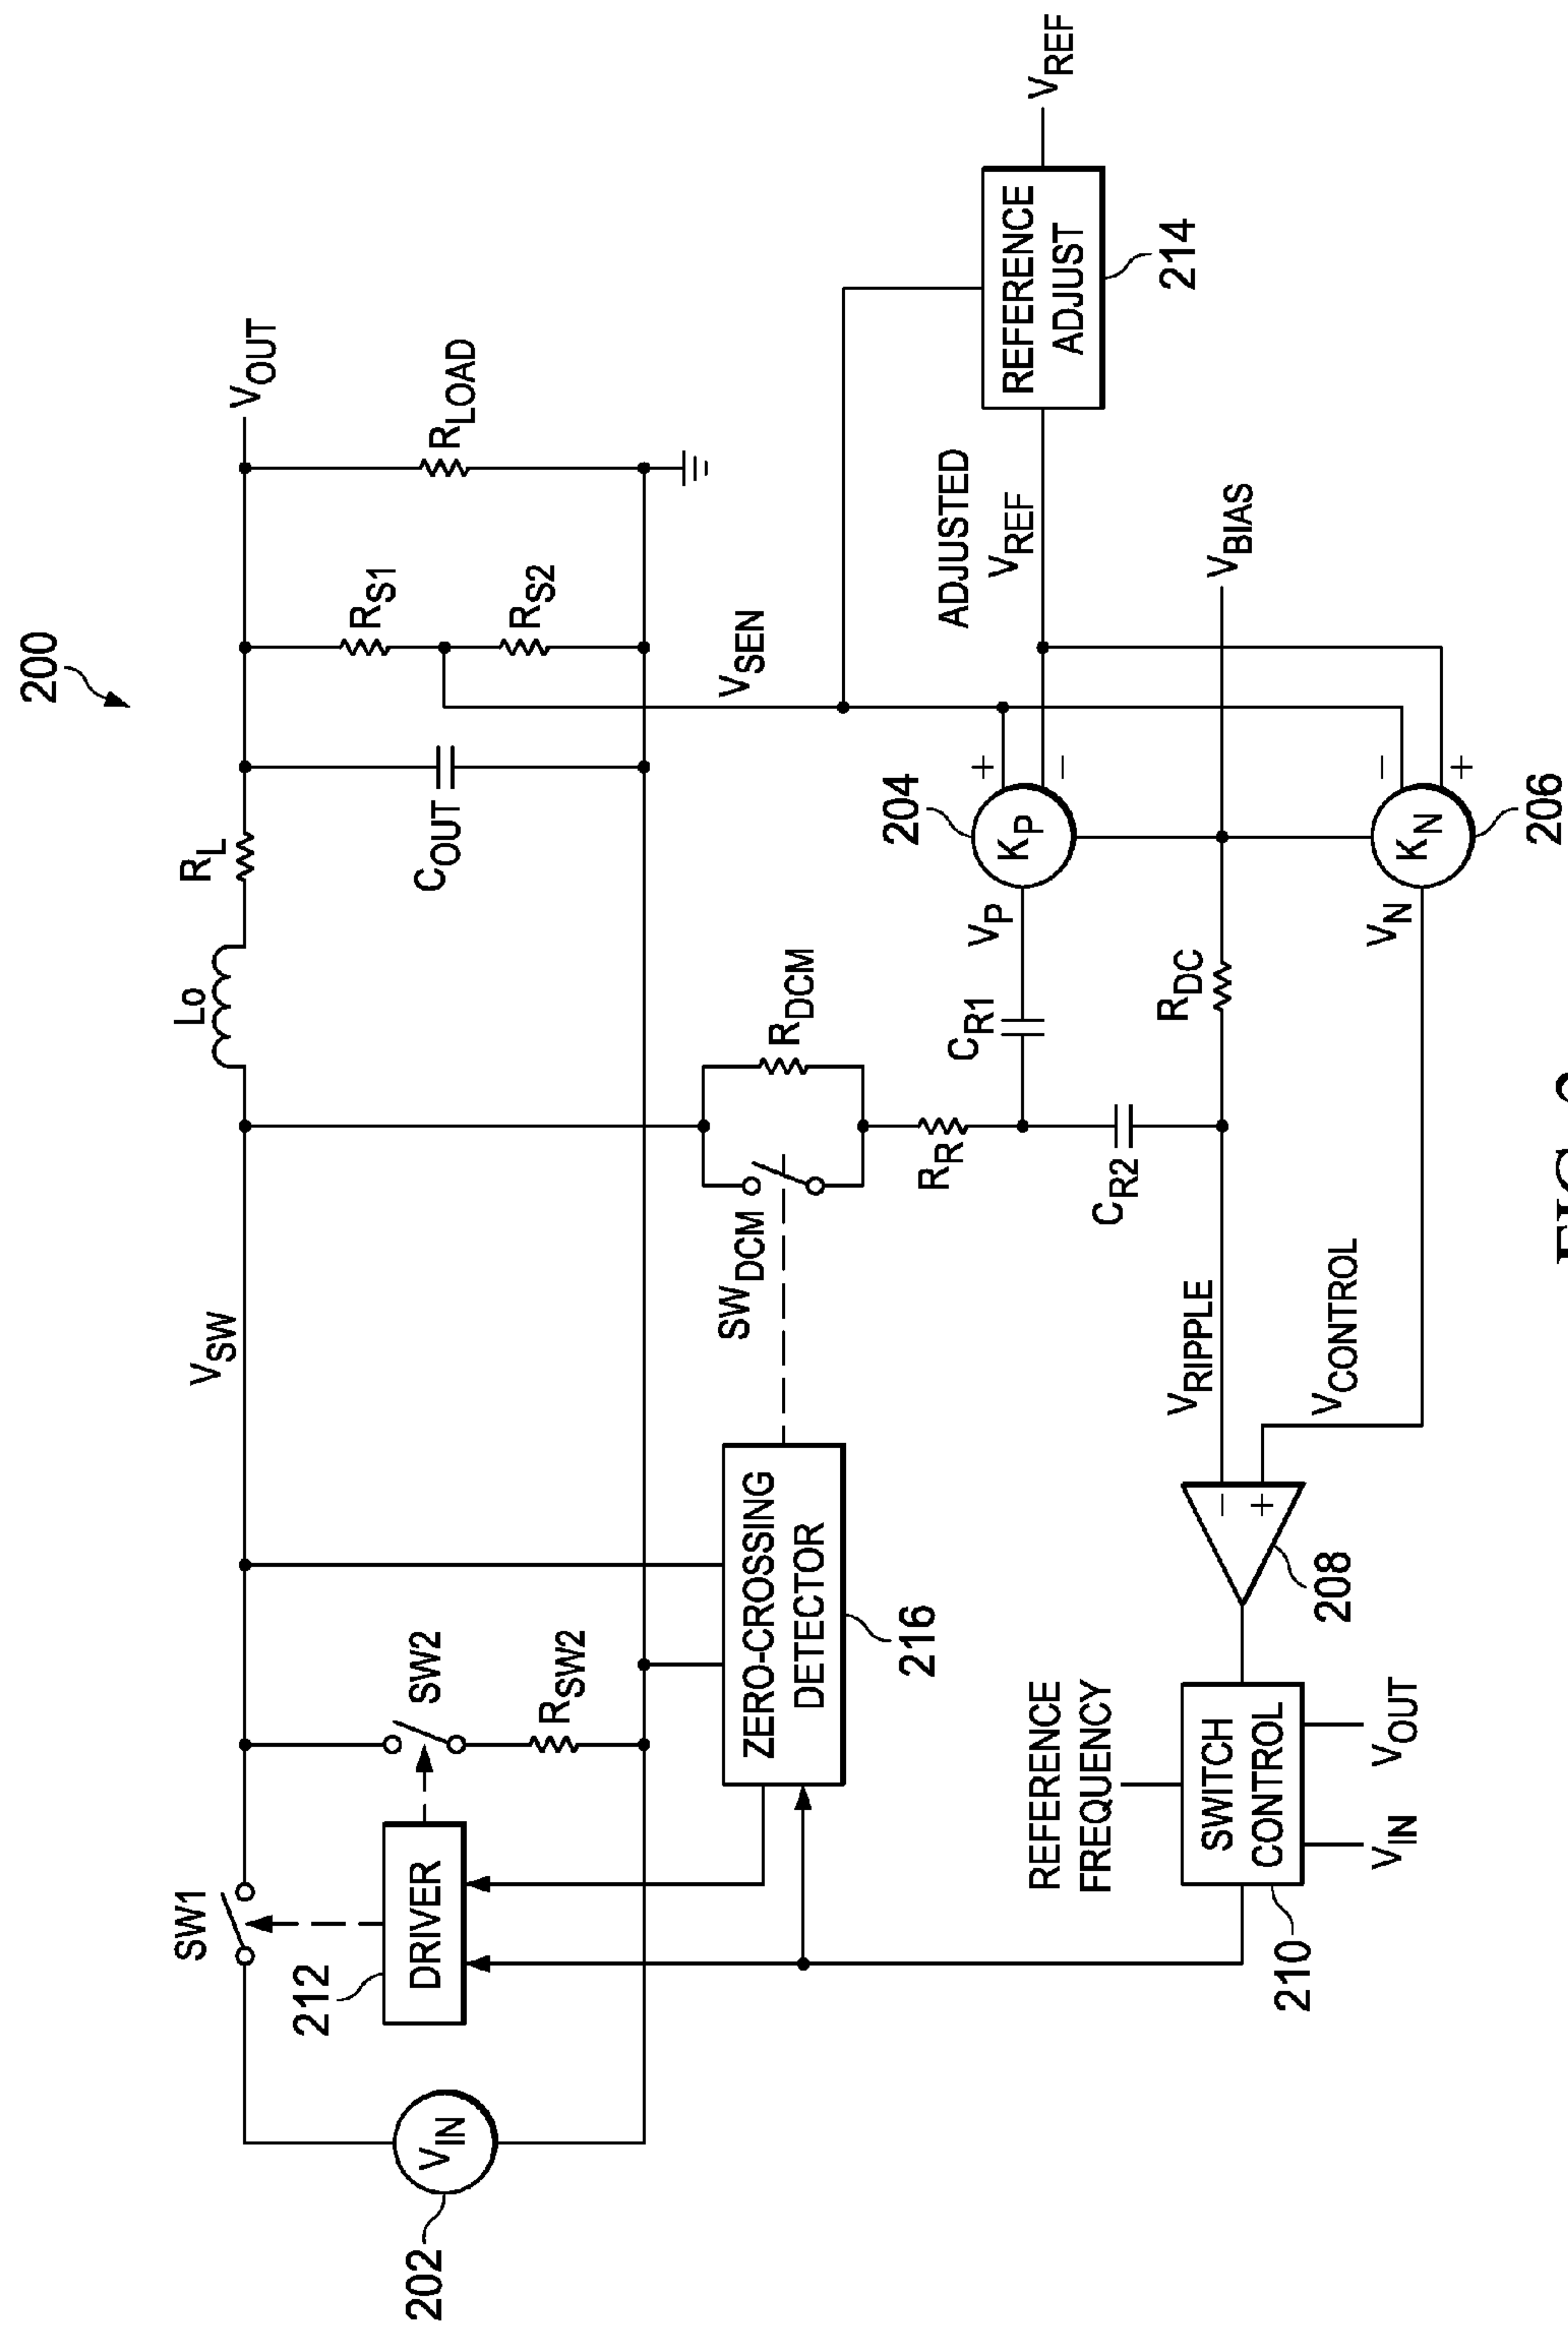 200
SW1
VSW
Lo
RL
VOUT
202
VIN
212
DRIVER
SW2
RSW2
COUT
RS1
RS2
RLOAD
ZERO-CROSSING
DETECTOR
216
SWDCM
RDCM
RR
VSEN
REFERENCE
FREQUENCY
CR1
VP
204
KP
+
−
ADJUSTED
VREF
REFERENCE
ADJUST
214
VREF
CR2
RDC
VBIAS
VRIPPLE
VCONTROL
−
+
208
SWITCH
CONTROL
210
VIN
VOUT
VN
KN
−
+
206